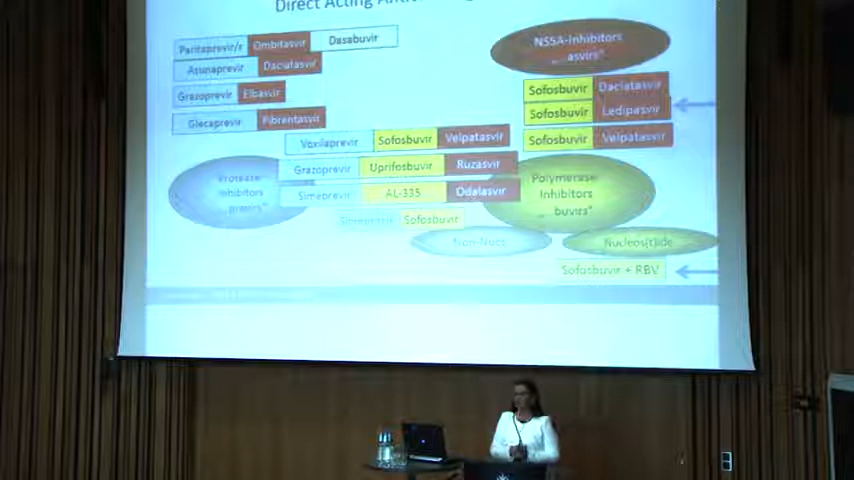 Direct Acting
Paritaprevir/r Ombitasvir Dasabuvir
Asunaprevir Daclatasvir
Grazoprevir Elbasvir
Glecaprevir Pibrentasvir
NS5A-Inhibitors
„ asvirs"
Sofosbuvir Daclatasvir
Sofosbuvir Ledipasvir
Sofosbuvir Velpatasvir
Voxilaprevir Sofosbuvir Velpatasvir
Grazoprevir Uprifosbuvir Ruzasvir
Simeprevir AL-335 Odalasvir
Simeprevir Sofosbuvir
Protease
Inhibitors
„ previrs"
Polymerase
Inhibitors
„ buvirs"
Non-Nucs
Nucleos(t)ide
Sofosbuvir + RBV